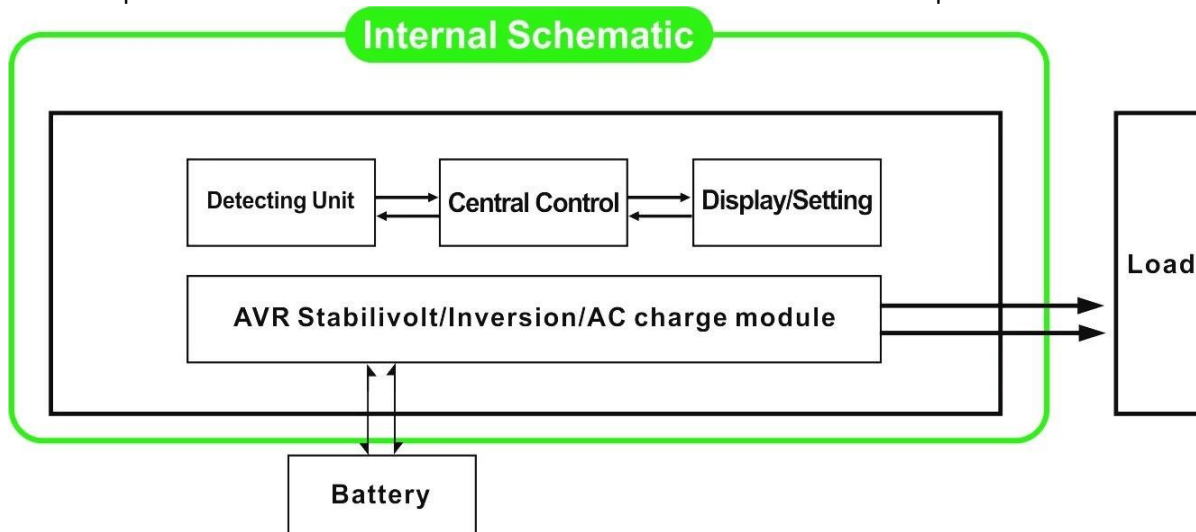 Internal Schematic
Detecting Unit
Central Control
Display/Setting
AVR Stabilivolt/Inversion/AC charge module
Load
Battery